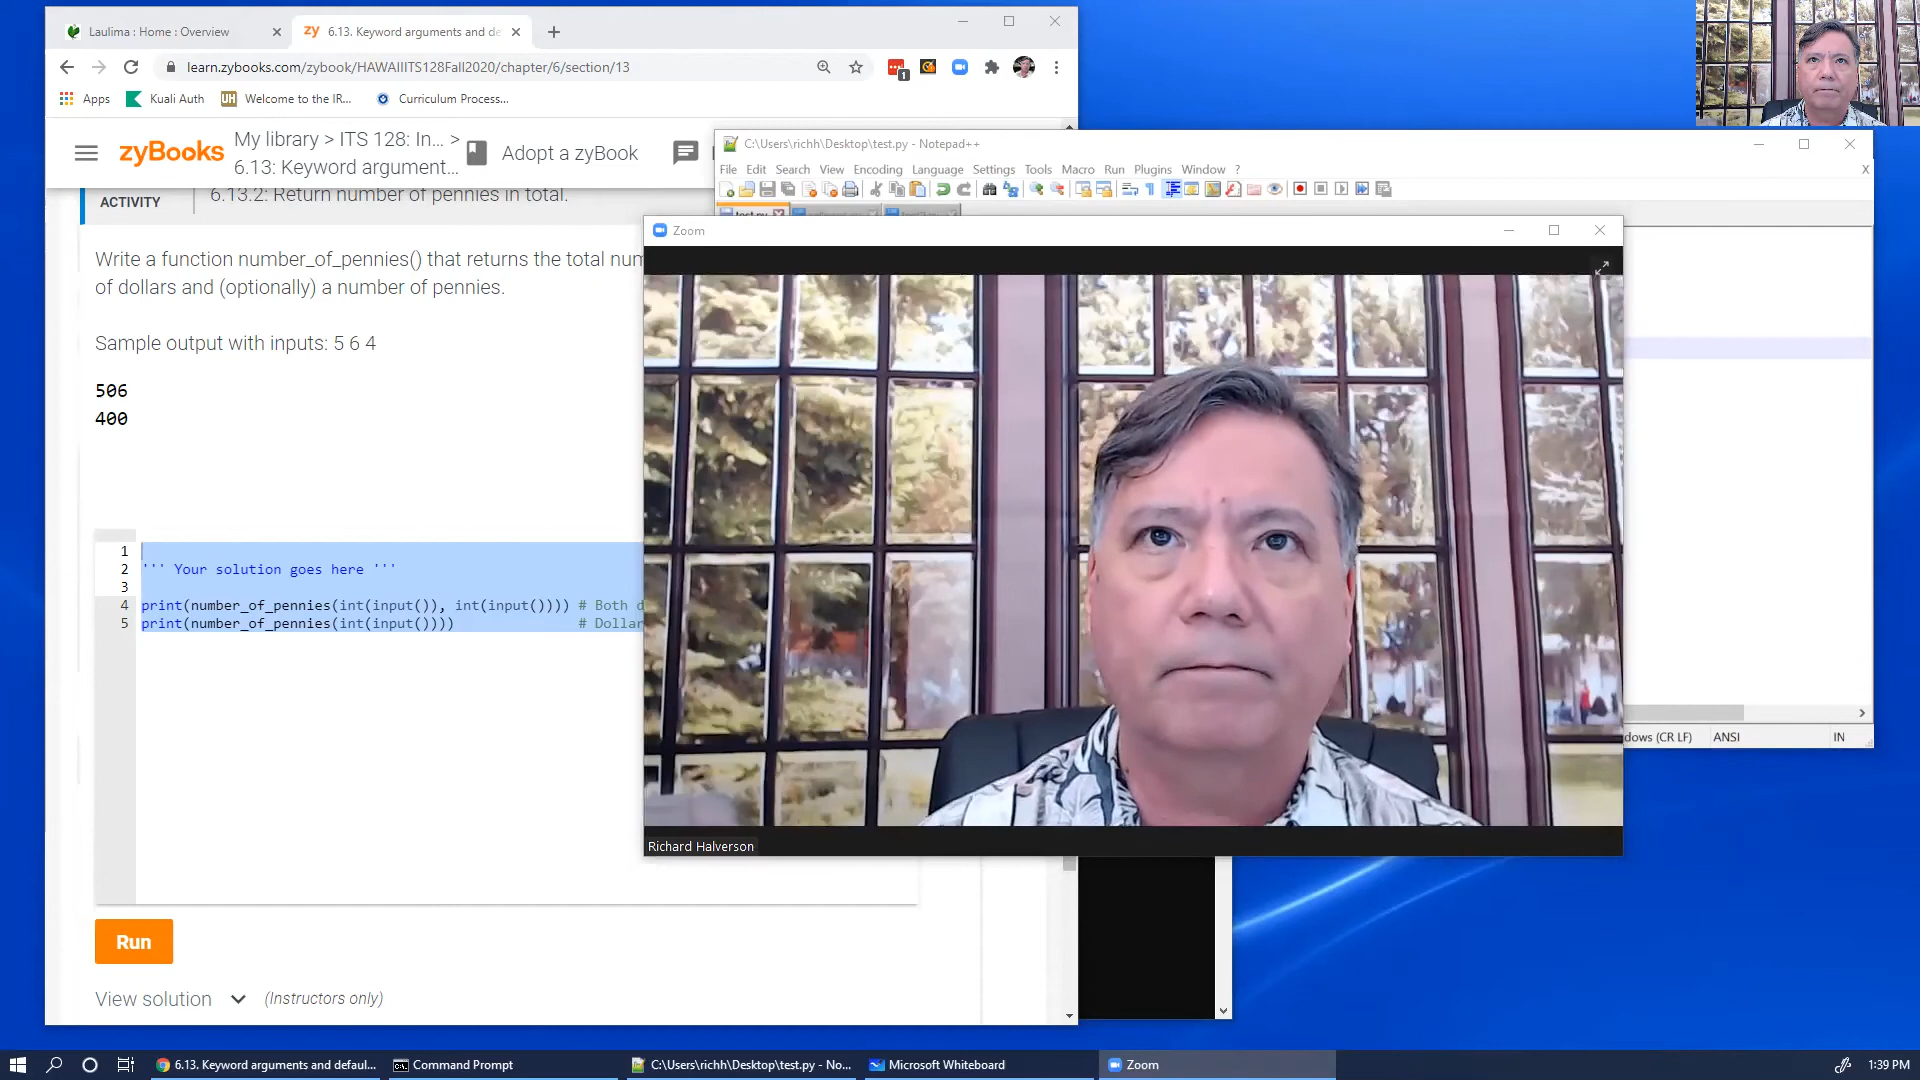 Laulima : Home : Overview
zy 6.13. Keyword arguments and de
learn.zybooks.com/zybook/HAWAIIITS128Fall2020/chapter/6/section/13
1
Apps
Kuali Auth
UH Welcome to the IR...
Curriculum Process...
zyBooks
My library > ITS 128: In... >
6.13: Keyword argument...
Adopt a zyBook
ACTIVITY
6.13.2: Return number of pennies in total.
Write a function number_of_pennies() that returns the total num
of dollars and (optionally) a number of pennies.
Sample output with inputs: 5 6 4
506
400
1
2 ''' Your solution goes here '''
3
4 print(number_of_pennies(int(input()), int(input()))) # Both d
5 print(number_of_pennies(int(input()))) # Dollar
Run
View solution
(Instructors only)
C:\Users\richh\Desktop\test.py - Notepad++
File Edit Search View Encoding Language Settings Tools Macro Run Plugins Window ?
X
test.py
Zoom
Richard Halverson
dows (CR LF)
ANSI
IN
6.13. Keyword arguments and defaul...
Command Prompt
C:\Users\richh\Desktop\test.py - No...
Microsoft Whiteboard
Zoom
1:39 PM